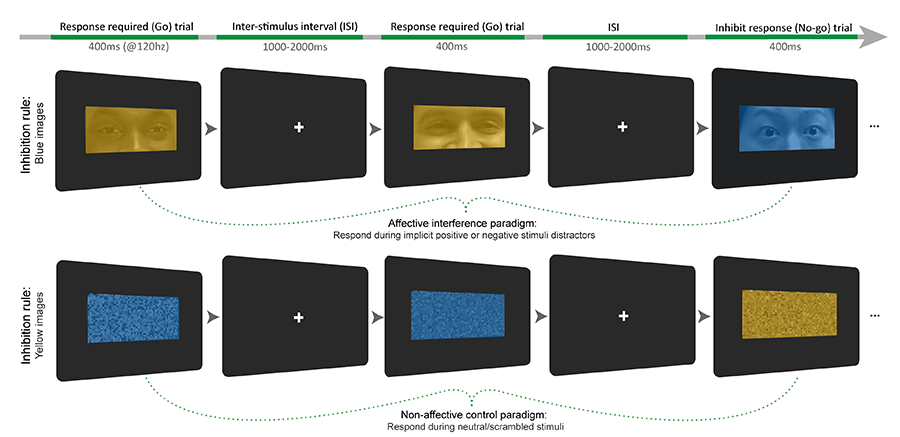 Response required (Go) trial
Inter-stimulus interval (ISI)
Response required (Go) trial
ISI
Inhibit response (No-go) trial
400ms (@120hz)
1000-2000ms
400ms
1000-2000ms
400ms
Inhibition rule:
Blue images
...
Affective interference paradigm:
Respond during implicit positive or negative stimuli distractors
Inhibition rule:
Yellow images
...
Non-affective control paradigm:
Respond during neutral/scrambled stimuli